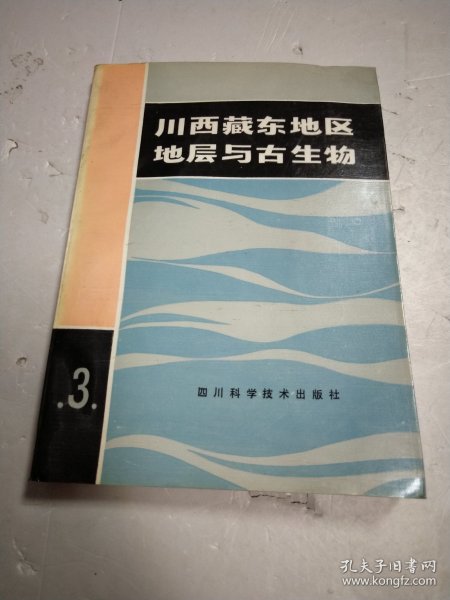 川西藏东地区
地层与古生物
.3.
四川科学技术出版社
孔夫子旧书网
www.kongfz.com